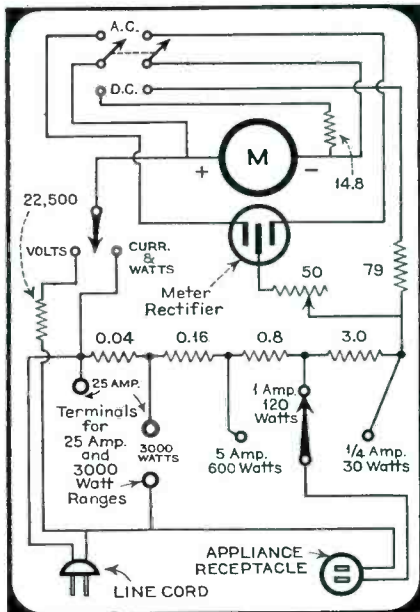 A.C.
D.C.
M
+
-
14.8
22,500
VOLTS
CURR.
&
WATTS
Meter
Rectifier
50
79
0.04
0.16
0.8
3.0
25 AMP.
Terminals
for
25 Amp.
and
3000
Watt
Ranges
3000
WATTS
5 Amp.
600 Watts
1 Amp.
120
Watts
1/4 Amp.
30 Watts
LINE CORD
APPLIANCE
RECEPTACLE